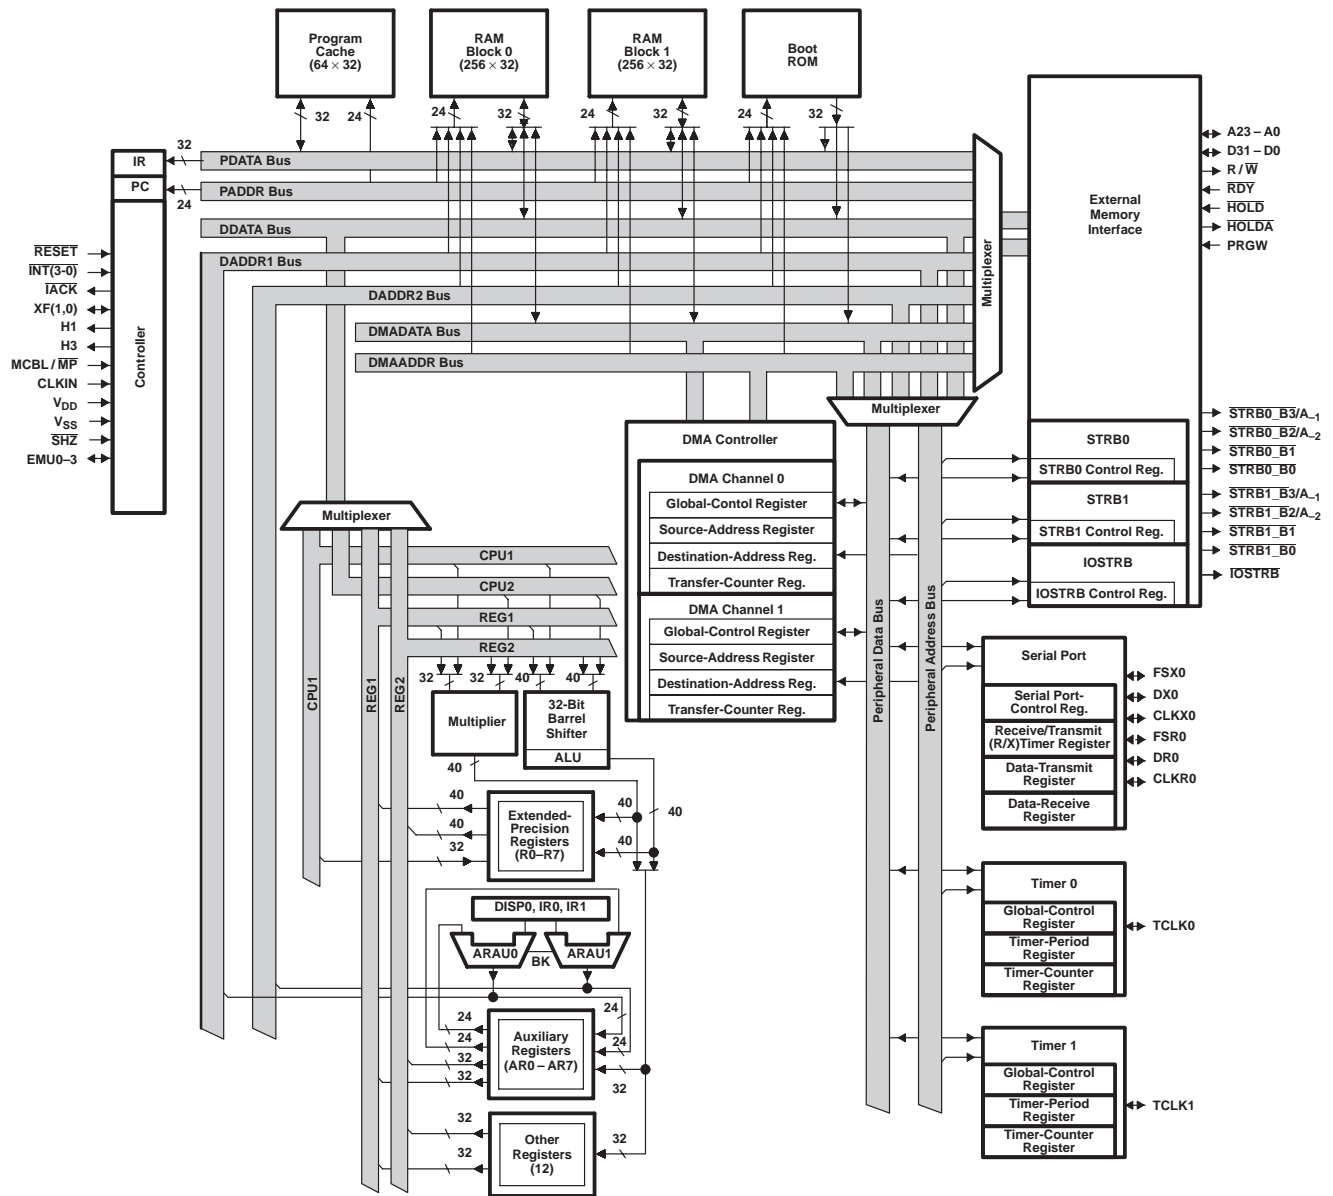 Program
Cache
(64 × 32)
RAM
Block 0
(256 × 32)
RAM
Block 1
(256 × 32)
Boot
ROM
32
24
24
32
24
32
24
32
IR
32
PDATA Bus
PC
24
PADDR Bus
DDATA Bus
DADDR1 Bus
DADDR2 Bus
DMADATA Bus
DMAADDR Bus
Multiplexer
External
Memory
Interface
A23 – A0
D31 – D0
R / W
RDY
HOLD
HOLDA
PRGW
RESET
INT(3-0)
IACK
XF(1,0)
H1
H3
MCBL / MP
CLKIN
VDD
VSS
SHZ
EMU0–3
Controller
Multiplexer
STRB0
STRB0 Control Reg.
STRB1
STRB1 Control Reg.
IOSTRB
IOSTRB Control Reg.
STRB0_B3/A–1
STRB0_B2/A–2
STRB0_B1
STRB0_B0
STRB1_B3/A–1
STRB1_B2/A–2
STRB1_B1
STRB1_B0
IOSTRB
DMA Controller
DMA Channel 0
Global-Contol Register
Source-Address Register
Destination-Address Reg.
Transfer-Counter Reg.
DMA Channel 1
Global-Control Register
Source-Address Register
Destination-Address Reg.
Transfer-Counter Reg.
Peripheral Data Bus
Peripheral Address Bus
Multiplexer
CPU1
CPU2
REG1
REG2
CPU1
REG1
REG2
32
32
40
40
Multiplier
32-Bit
Barrel
Shifter
ALU
40
40
40
32
Extended-
Precision
Registers
(R0–R7)
40
40
40
DISP0, IR0, IR1
ARAU0
BK
ARAU1
24
24
32
32
Auxiliary
Registers
(AR0 – AR7)
24
24
32
32
32
Other
Registers
(12)
32
Serial Port
Serial Port-
Control Reg.
Receive/Transmit
(R/X)Timer Register
Data-Transmit
Register
Data-Receive
Register
FSX0
DX0
CLKX0
FSR0
DR0
CLKR0
Timer 0
Global-Control
Register
Timer-Period
Register
Timer-Counter
Register
TCLK0
Timer 1
Global-Control
Register
Timer-Period
Register
Timer-Counter
Register
TCLK1